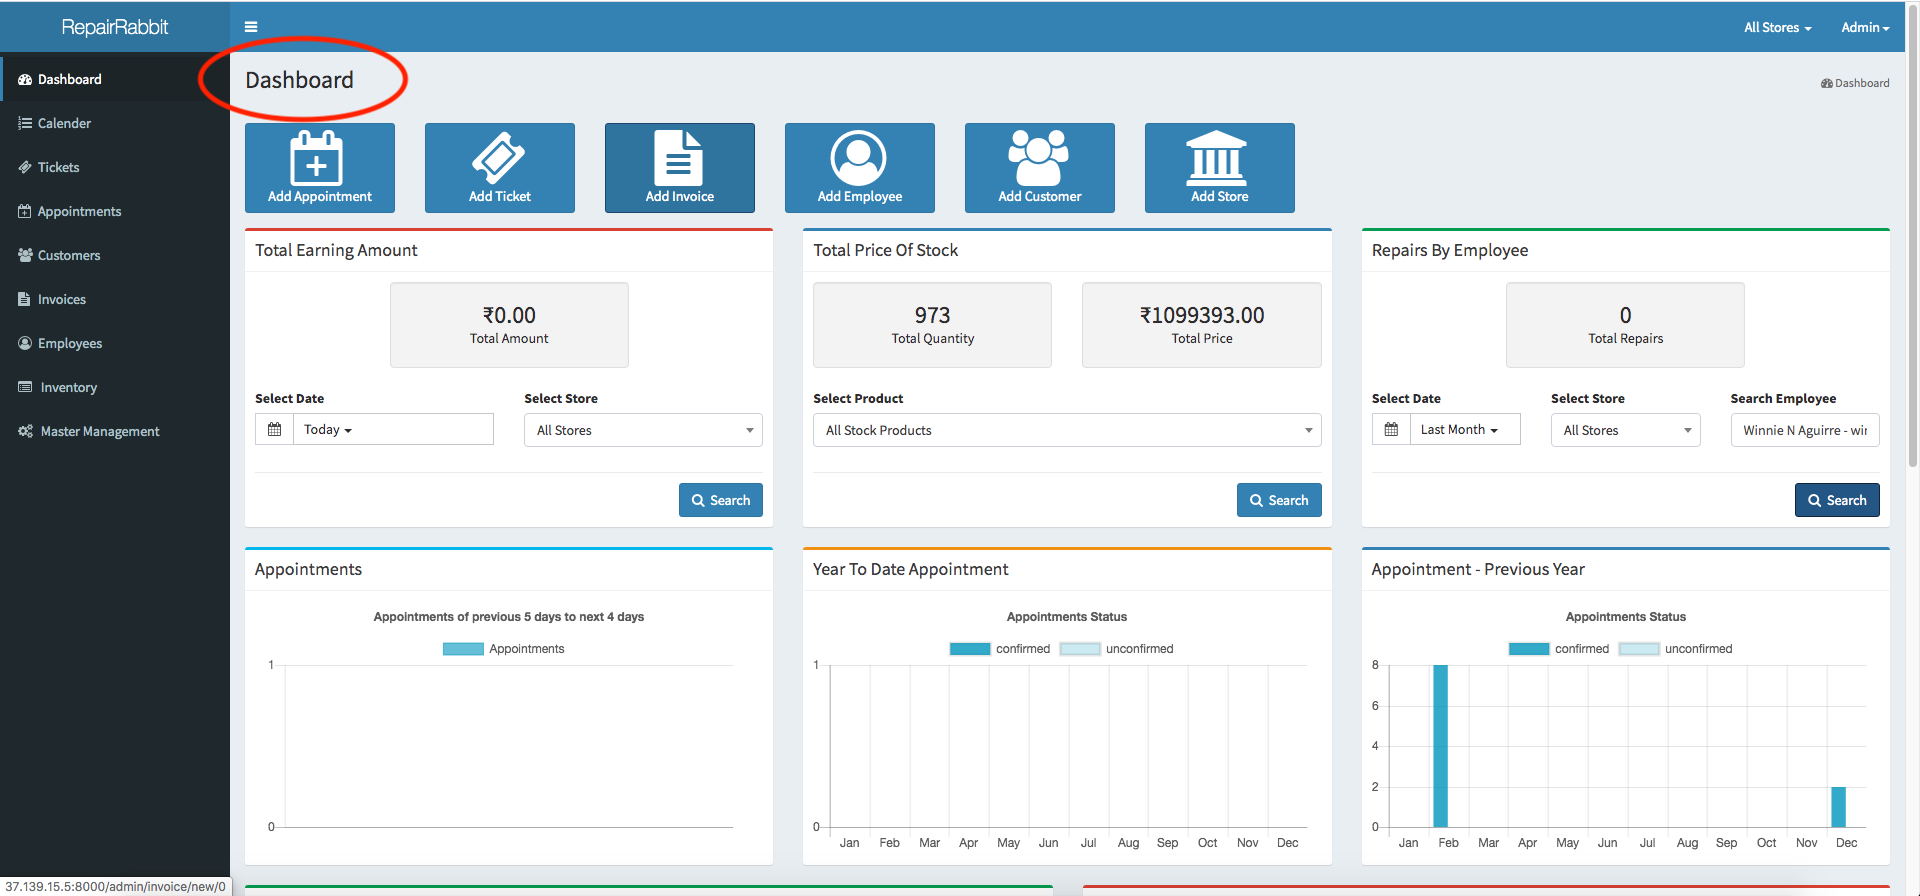 RepairRabbit
All Stores
Admin
Dashboard
Calender
Tickets
Appointments
Customers
Invoices
Employees
Inventory
Master Management
Dashboard
Dashboard
Add Appointment
Add Ticket
Add Invoice
Add Employee
Add Customer
Add Store
Total Earning Amount
₹0.00
Total Amount
Select Date
Select Store
Today
All Stores
Search
Total Price Of Stock
973
Total Quantity
₹1099393.00
Total Price
Select Product
All Stock Products
Search
Repairs By Employee
0
Total Repairs
Select Date
Select Store
Search Employee
Last Month
All Stores
Winnie N Aguirre - wir
Search
Appointments
Appointments of previous 5 days to next 4 days
Appointments
1
0
Year To Date Appointment
Appointments Status
confirmed unconfirmed
1
0
Jan Feb Mar Apr May Jun Jul Aug Sep Oct Nov Dec
Appointment - Previous Year
Appointments Status
confirmed unconfirmed
8
6
4
2
0
Jan Feb Mar Apr May Jun Jul Aug Sep Oct Nov Dec
37.139.15.5:8000/admin/invoice/new/0